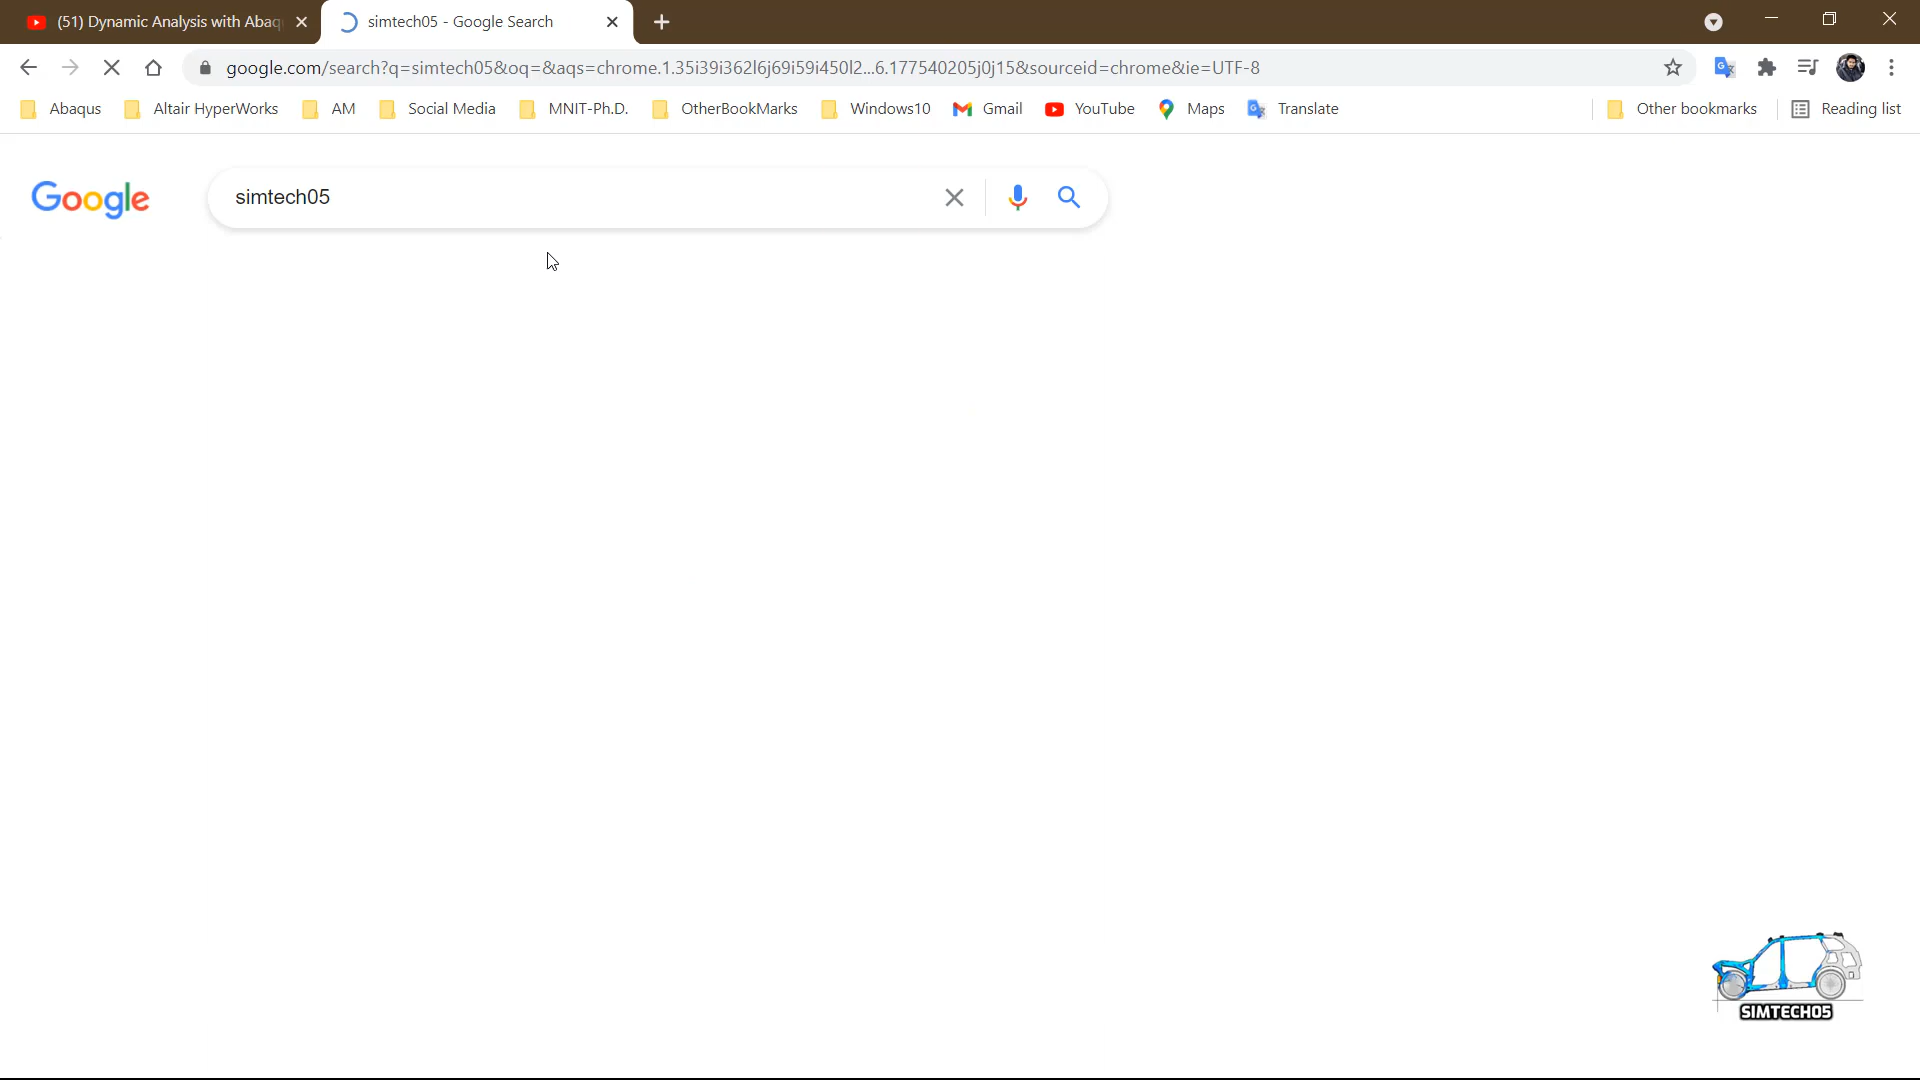 (51) Dynamic Analysis with Abaq
simtech05 - Google Search
google.com/search?q=simtech05&oq=&aqs=chrome.1.35i39i362l6j69i59i450l2...6.177540205j0j15&sourceid=chrome&ie=UTF-8
Abaqus
Altair HyperWorks
AM
Social Media
MNIT-Ph.D.
OtherBookMarks
Windows10
Gmail
YouTube
Maps
Translate
Other bookmarks
Reading list
Google
simtech05
SIMTECH05